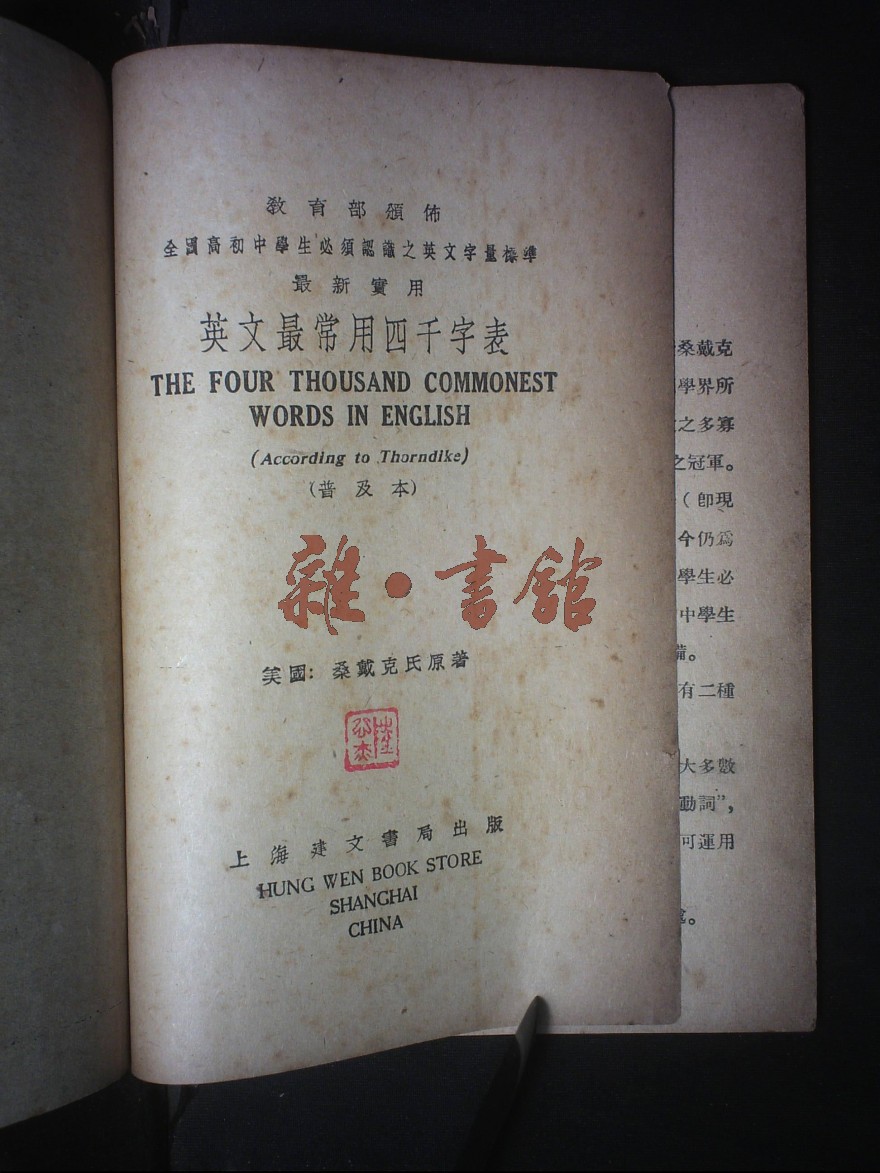 教育部頒佈
全國高初中學生必須認識之英文字量標準
最新實用
英文最常用四千字表
THE FOUR THOUSAND COMMONEST
WORDS IN ENGLISH
(According to Thorndike)
(普及本)
雜·書館
美國: 桑戴克氏原著
上海建文書局出版
HUNG WEN BOOK STORE
SHANGHAI
CHINA
桑戴克
學界所
之多寡
之冠軍。
(卽現
今仍爲
學生必
中學生
備。
有二種
大多數
動詞”,
可運用